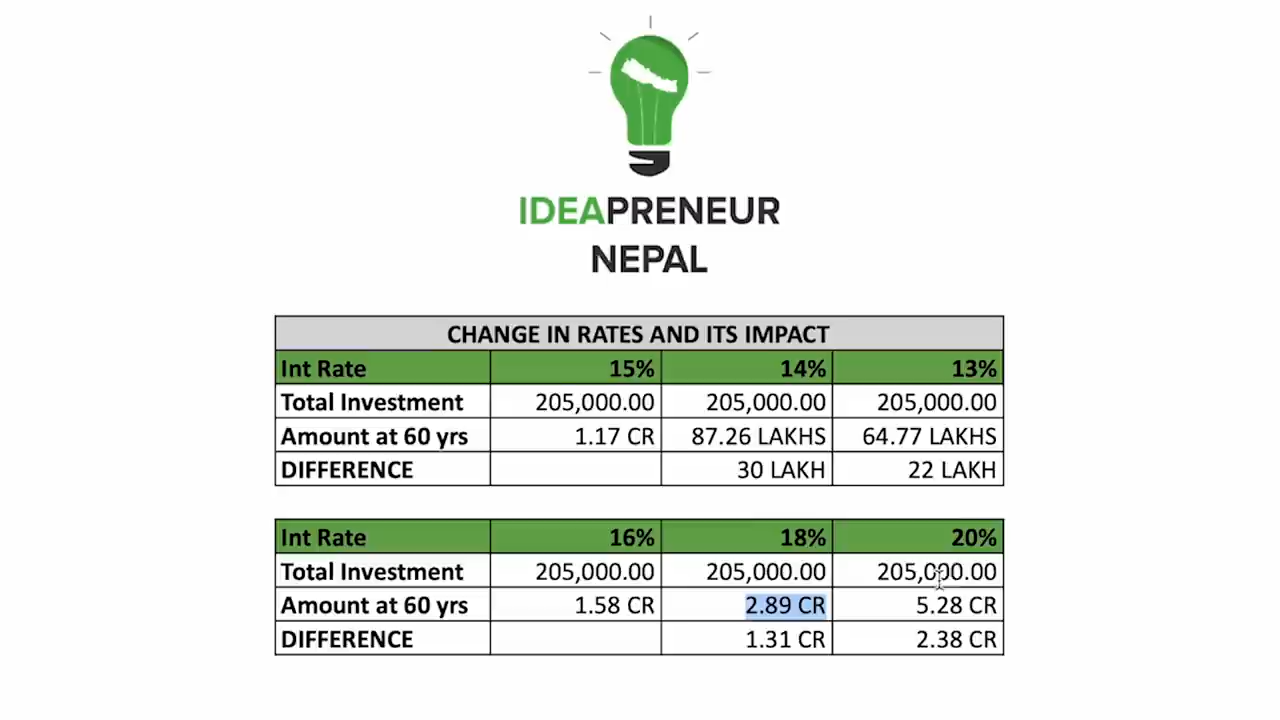 IDEAPRENEUR
NEPAL
CHANGE IN RATES AND ITS IMPACT
Int Rate 15% 14% 13%
Total Investment 205,000.00 205,000.00 205,000.00
Amount at 60 yrs 1.17 CR 87.26 LAKHS 64.77 LAKHS
DIFFERENCE 30 LAKH 22 LAKH
Int Rate 16% 18% 20%
Total Investment 205,000.00 205,000.00 205,000.00
Amount at 60 yrs 1.58 CR 2.89 CR 5.28 CR
DIFFERENCE 1.31 CR 2.38 CR